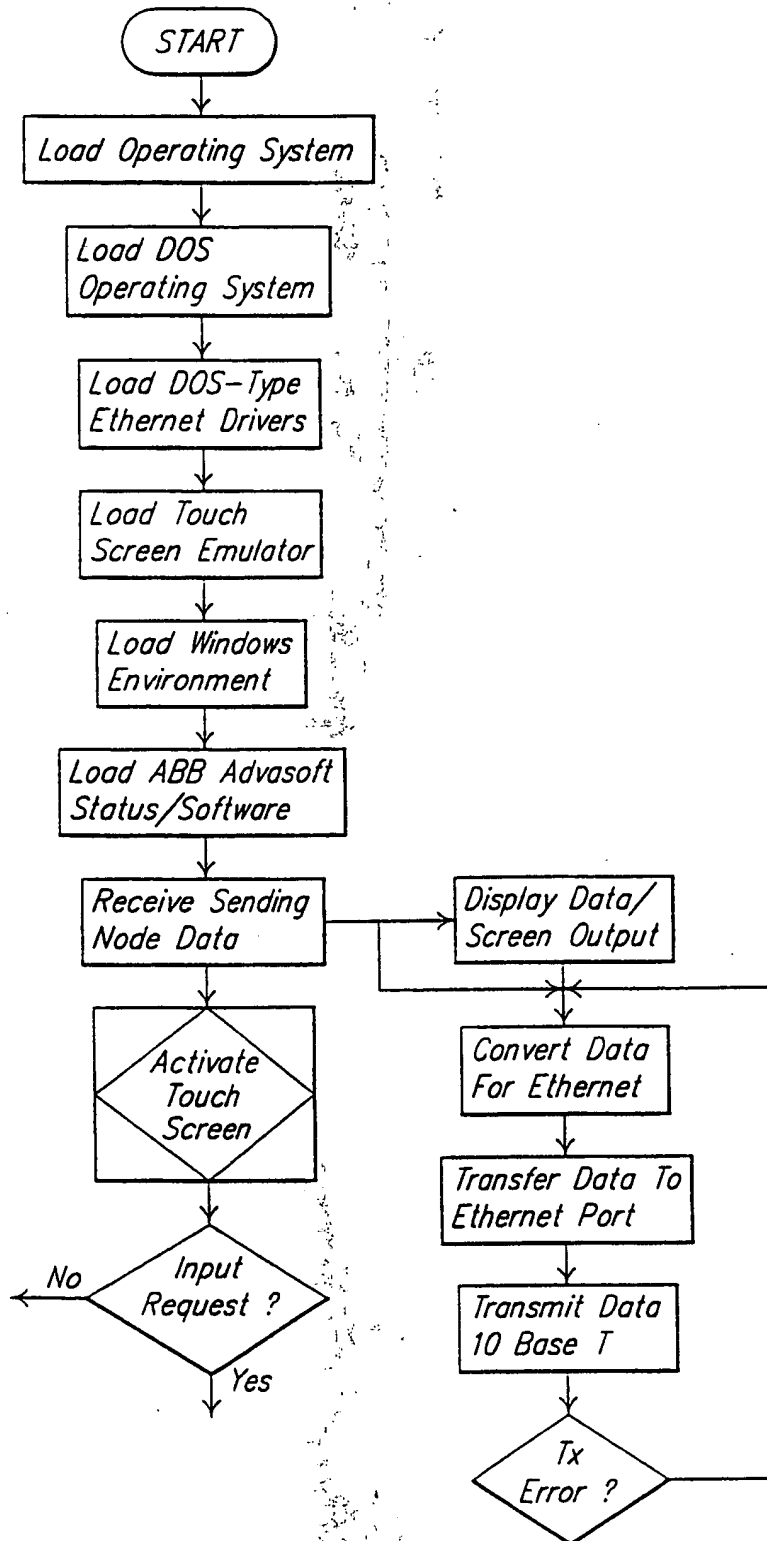 START
Load Operating System
Load DOS
Operating System
Load DOS-Type
Ethernet Drivers
Load Touch
Screen Emulator
Load Windows
Environment
Load ABB Advasoft
Status/Software
Receive Sending
Node Data
Display Data/
Screen Output
Activate
Touch
Screen
Convert Data
For Ethernet
Transfer Data To
Ethernet Port
No
Input
Request ?
Yes
Transmit Data
10 Base T
Tx
Error ?